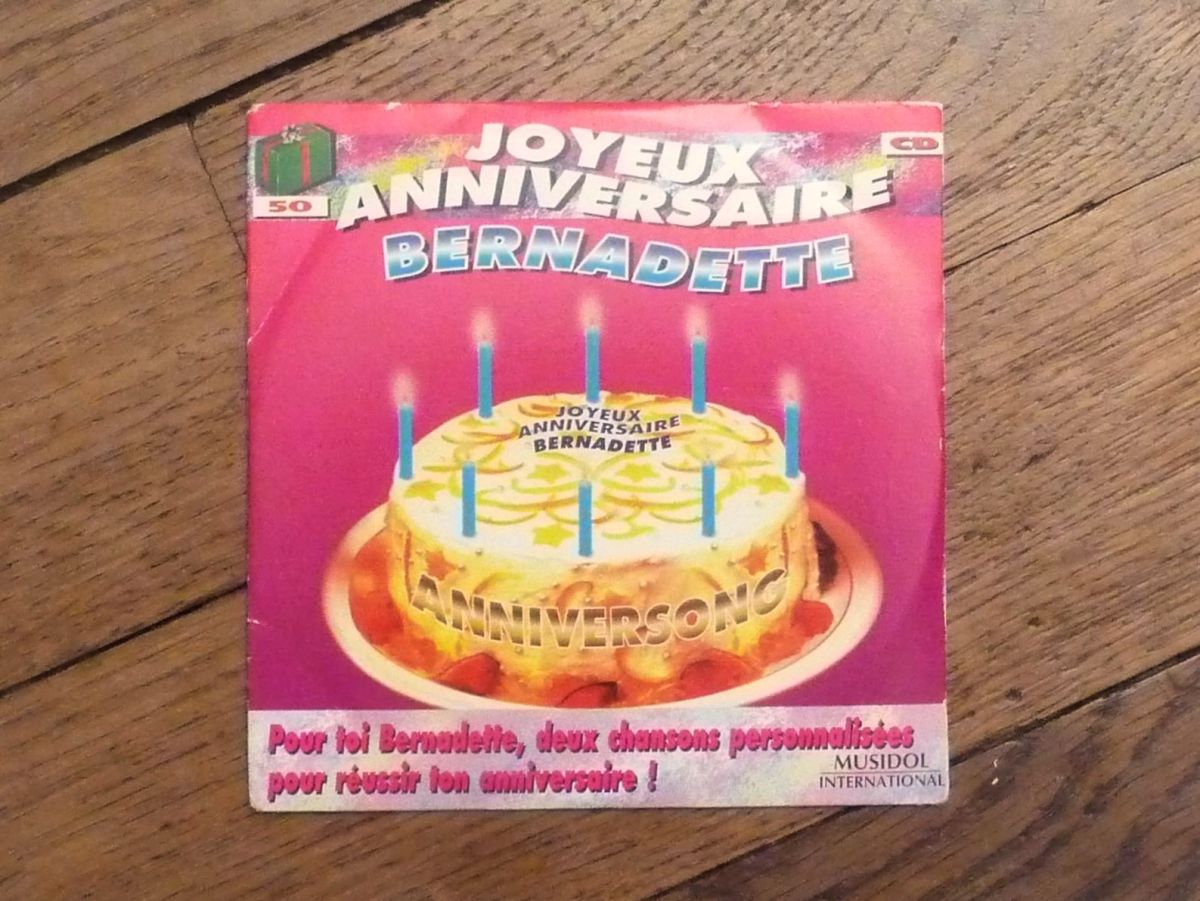 JOYEUX
ANNIVERSAIRE
BERNADETTE
CD
50
JOYEUX
ANNIVERSAIRE
BERNADETTE
ANNIVERSONG
Pour toi Bernadette, deux chansons personnalisées
pour réussir ton anniversaire !
MUSIDOL
INTERNATIONAL